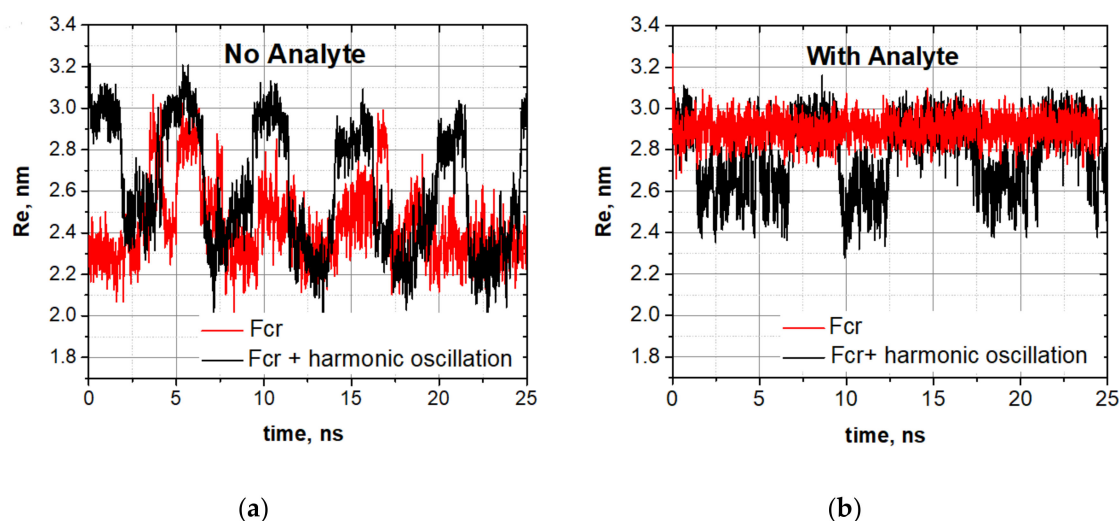 No Analyte
3.4
3.2
3.0
2.8
2.6
2.4
2.2
2.0
1.8
Re, nm
Fcr
Fcr + harmonic oscillation
0 5 10 15 20 25
time, ns
(a)
With Analyte
3.4
3.2
3.0
2.8
2.6
2.4
2.2
2.0
1.8
Re, nm
Fcr
Fcr+ harmonic oscillation
0 5 10 15 20 25
time, ns
(b)